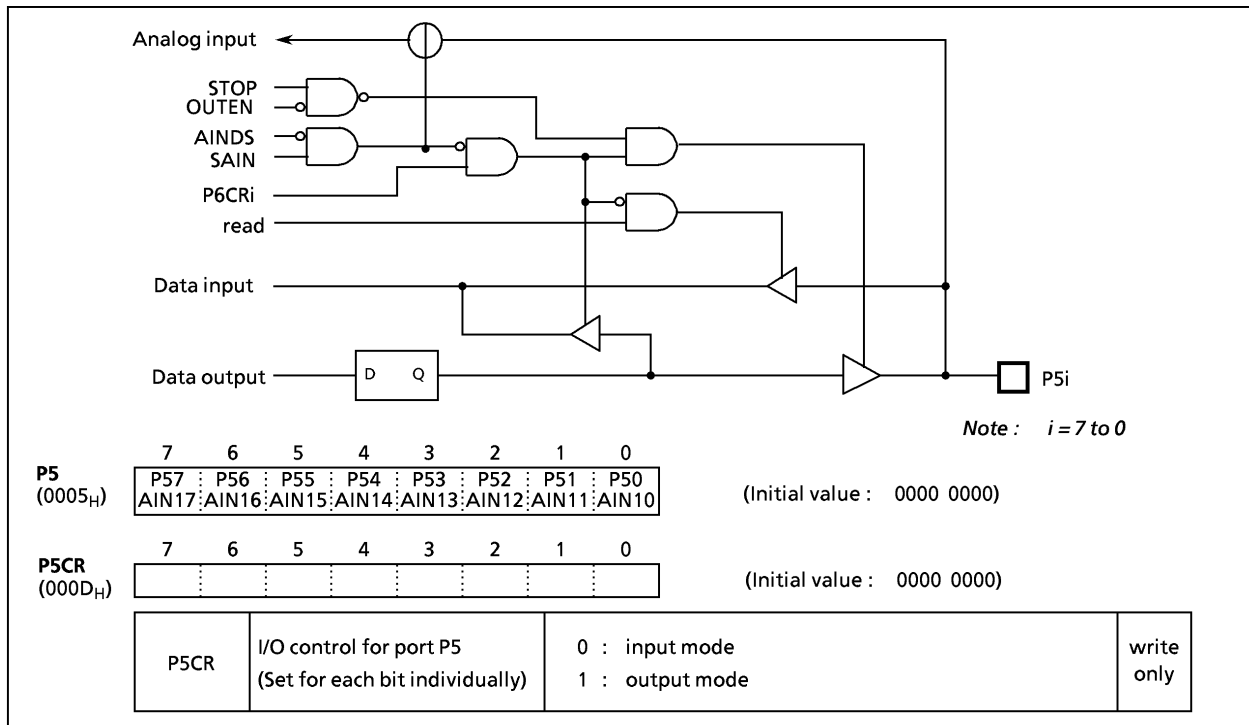 Analog input
STOP
OUTEN
AINDS
SAIN
P6CRi
read
Data input
Data output
D Q
P5i
Note : i = 7 to 0
7 6 5 4 3 2 1 0
P5
(0005H)
P57 P56 P55 P54 P53 P52 P51 P50
AIN17 AIN16 AIN15 AIN14 AIN13 AIN12 AIN11 AIN10
(Initial value : 0000 0000)
7 6 5 4 3 2 1 0
P5CR
(000DH)
(Initial value : 0000 0000)
P5CR
I/O control for port P5
(Set for each bit individually)
0 : input mode
1 : output mode
write
only